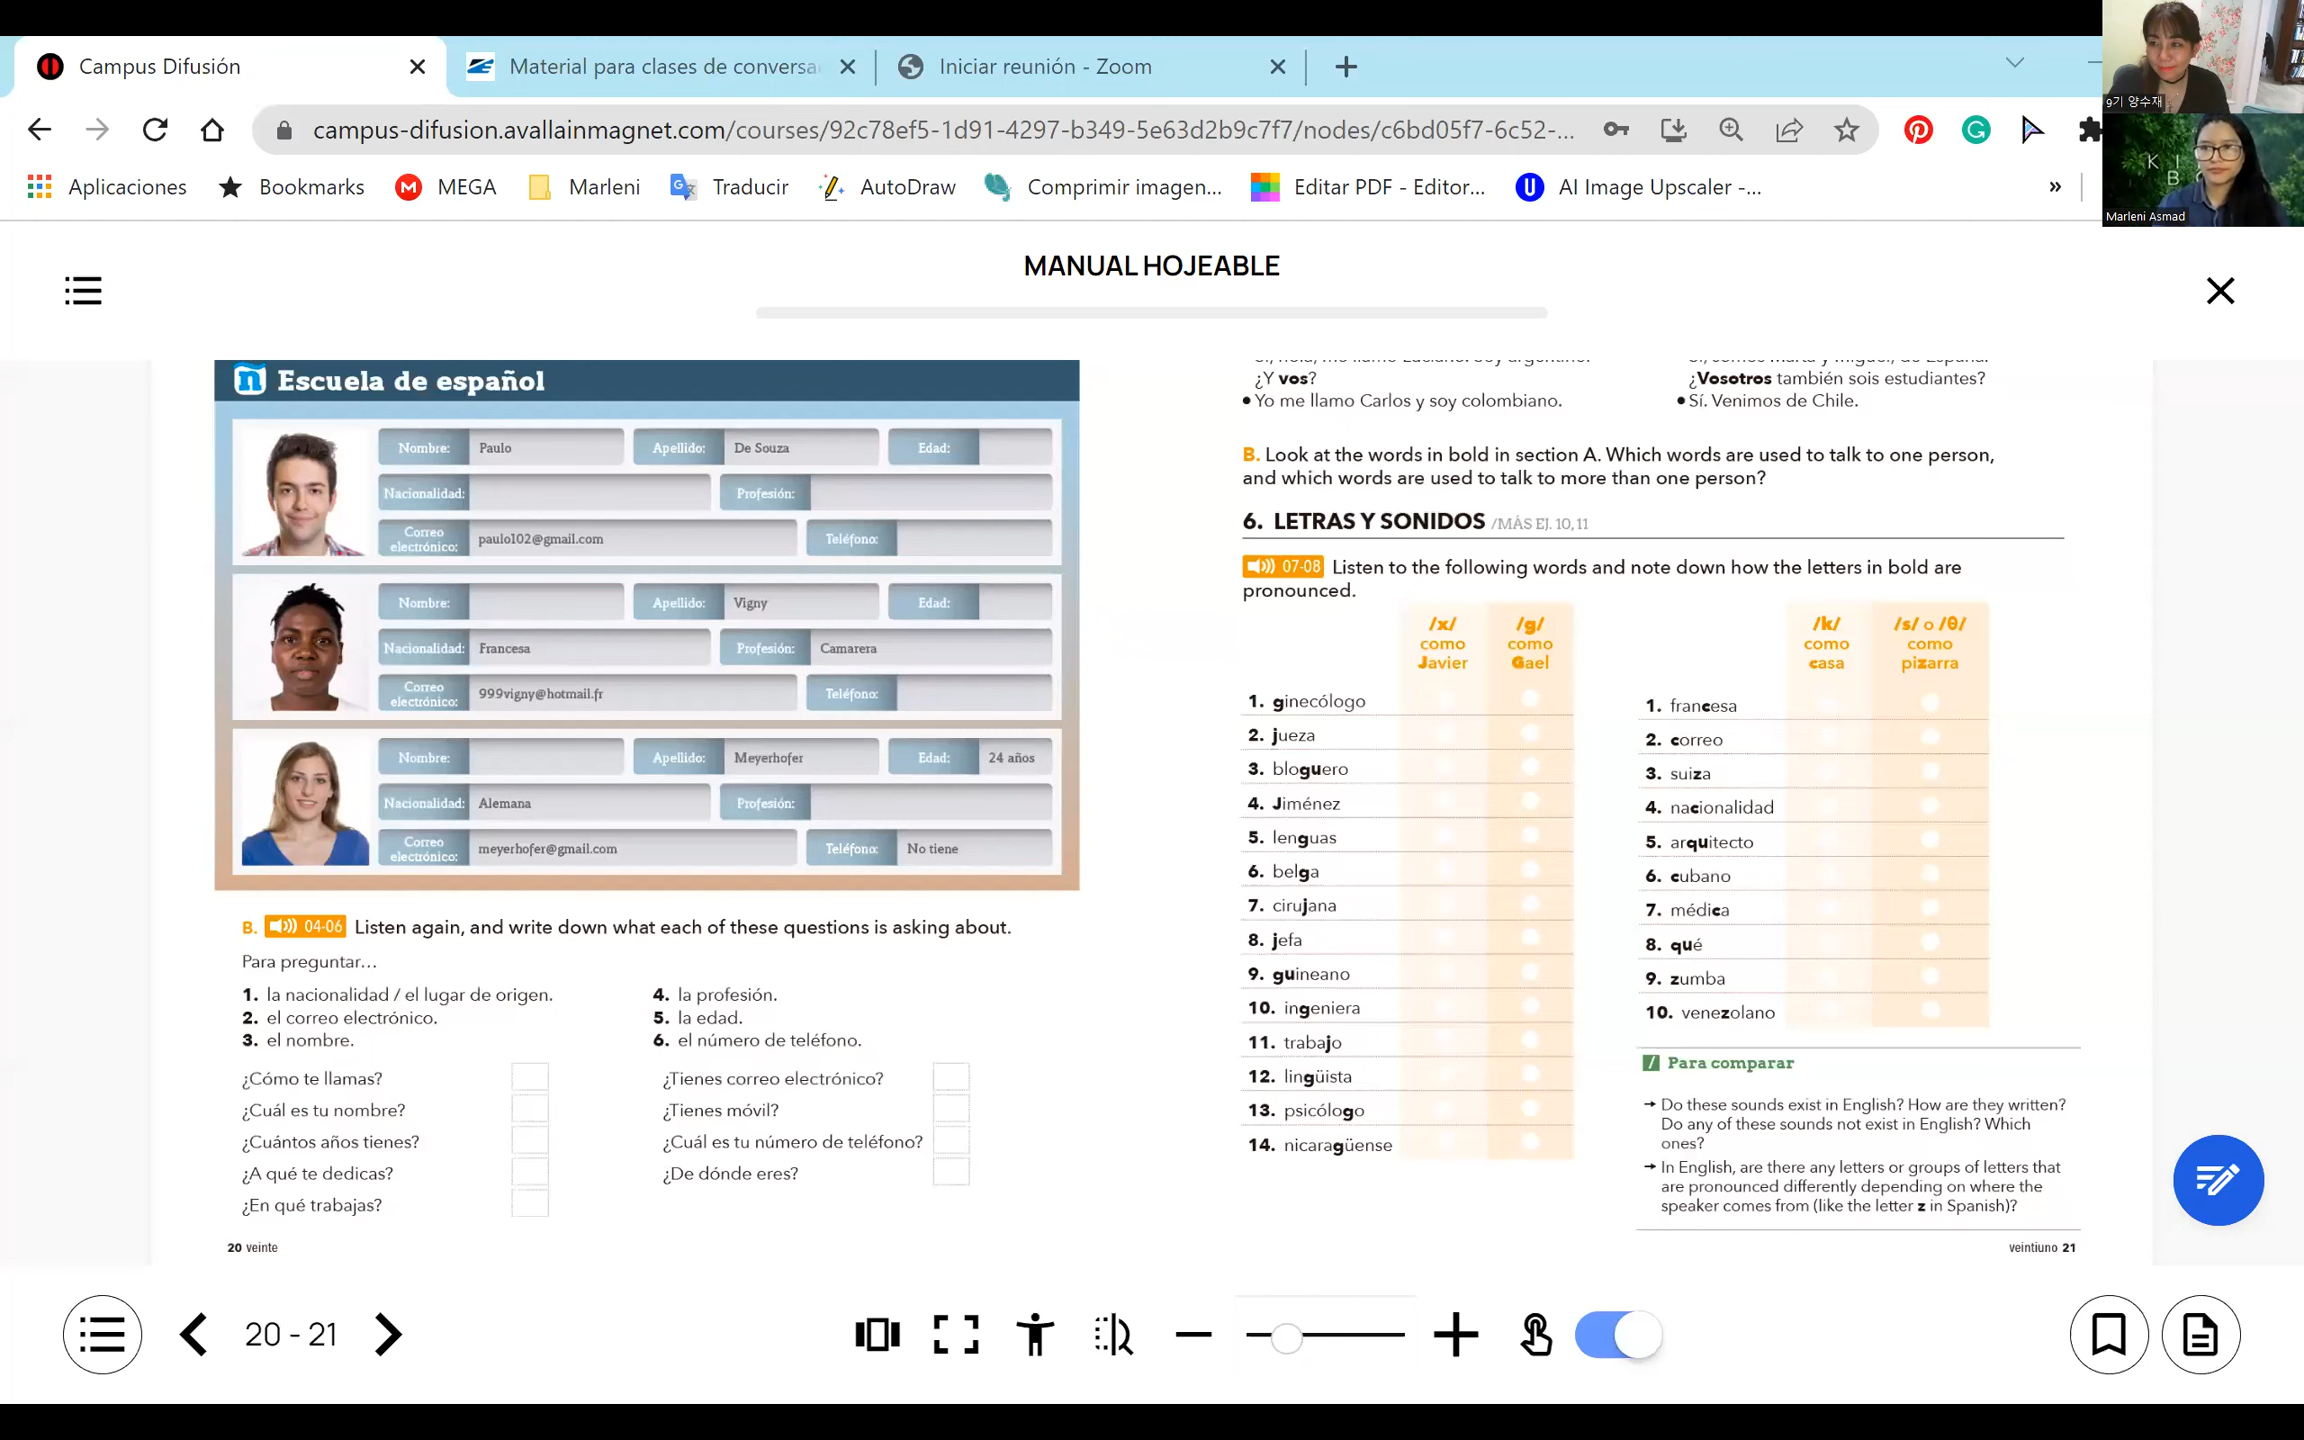 Campus Difusión
Material para clases de conversa
Iniciar reunión - Zoom
campus-difusion.avallainmagnet.com/courses/92c78ef5-1d91-4297-b349-5e63d2b9c7f7/nodes/c6bd05f7-6c52-...
Aplicaciones
Bookmarks
MEGA
Marleni
Traducir
AutoDraw
Comprimir imagen...
Editar PDF - Editor...
AI Image Upscaler -...
»
9기 양수재
Marleni Asmad
MANUAL HOJEABLE
ñ Escuela de español
Nombre: Paulo Apellido: De Souza Edad:
Nacionalidad: Profesión:
Correo electrónico: paulo102@gmail.com Teléfono:
Nombre: Apellido: Vigny Edad:
Nacionalidad: Francesa Profesión: Camarera
Correo electrónico: 999vigny@hotmail.fr Teléfono:
Nombre: Apellido: Meyerhofer Edad: 24 años
Nacionalidad: Alemana Profesión:
Correo electrónico: meyerhofer@gmail.com Teléfono: No tiene
B. 04-06 Listen again, and write down what each of these questions is asking about.
Para preguntar...
1. la nacionalidad / el lugar de origen.
2. el correo electrónico.
3. el nombre.
4. la profesión.
5. la edad.
6. el número de teléfono.
¿Cómo te llamas?
¿Cuál es tu nombre?
¿Cuántos años tienes?
¿A qué te dedicas?
¿En qué trabajas?
¿Tienes correo electrónico?
¿Tienes móvil?
¿Cuál es tu número de teléfono?
¿De dónde eres?
20 veinte
¿Y vos?
• Yo me llamo Carlos y soy colombiano.
¿Vosotros también sois estudiantes?
• Sí. Venimos de Chile.
B. Look at the words in bold in section A. Which words are used to talk to one person,
and which words are used to talk to more than one person?
6. LETRAS Y SONIDOS /MÁS EJ. 10, 11
07-08 Listen to the following words and note down how the letters in bold are
pronounced.
/x/ como Javier
/g/ como Gael
1. ginecólogo
2. jueza
3. bloguero
4. Jiménez
5. lenguas
6. belga
7. cirujana
8. jefa
9. guineano
10. ingeniera
11. trabajo
12. lingüista
13. psicólogo
14. nicaragüense
/k/ como casa
/s/ o /θ/ como pizarra
1. francesa
2. correo
3. suiza
4. nacionalidad
5. arquitecto
6. cubano
7. médica
8. qué
9. zumba
10. venezolano
/ Para comparar
→ Do these sounds exist in English? How are they written?
Do any of these sounds not exist in English? Which
ones?
→ In English, are there any letters or groups of letters that
are pronounced differently depending on where the
speaker comes from (like the letter z in Spanish)?
veintiuno 21
20 - 21